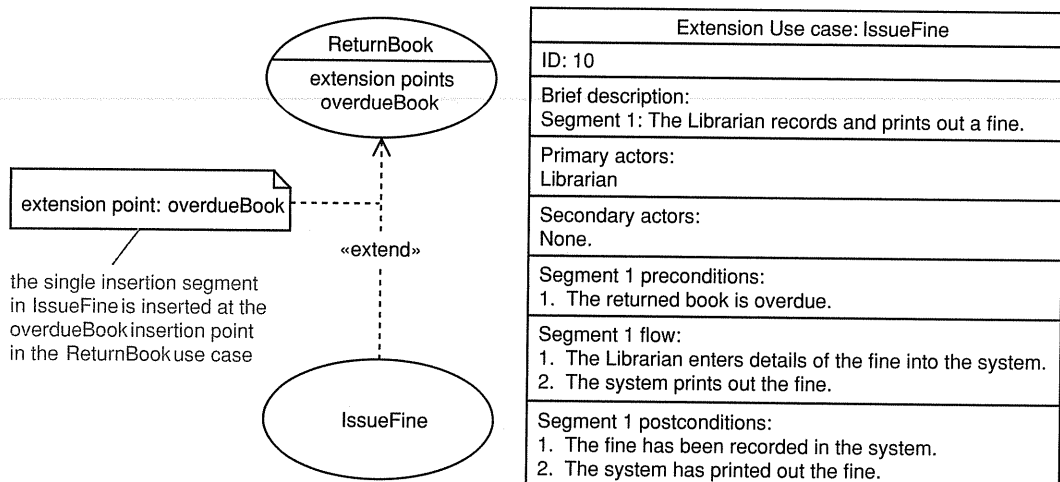 ReturnBook
extension points
overdueBook
extension point: overdueBook
«extend»
the single insertion segment
in IssueFine is inserted at the
overdueBook insertion point
in the ReturnBook use case
IssueFine
Extension Use case: IssueFine
ID: 10
Brief description:
Segment 1: The Librarian records and prints out a fine.
Primary actors:
Librarian
Secondary actors:
None.
Segment 1 preconditions:
1. The returned book is overdue.
Segment 1 flow:
1. The Librarian enters details of the fine into the system.
2. The system prints out the fine.
Segment 1 postconditions:
1. The fine has been recorded in the system.
2. The system has printed out the fine.